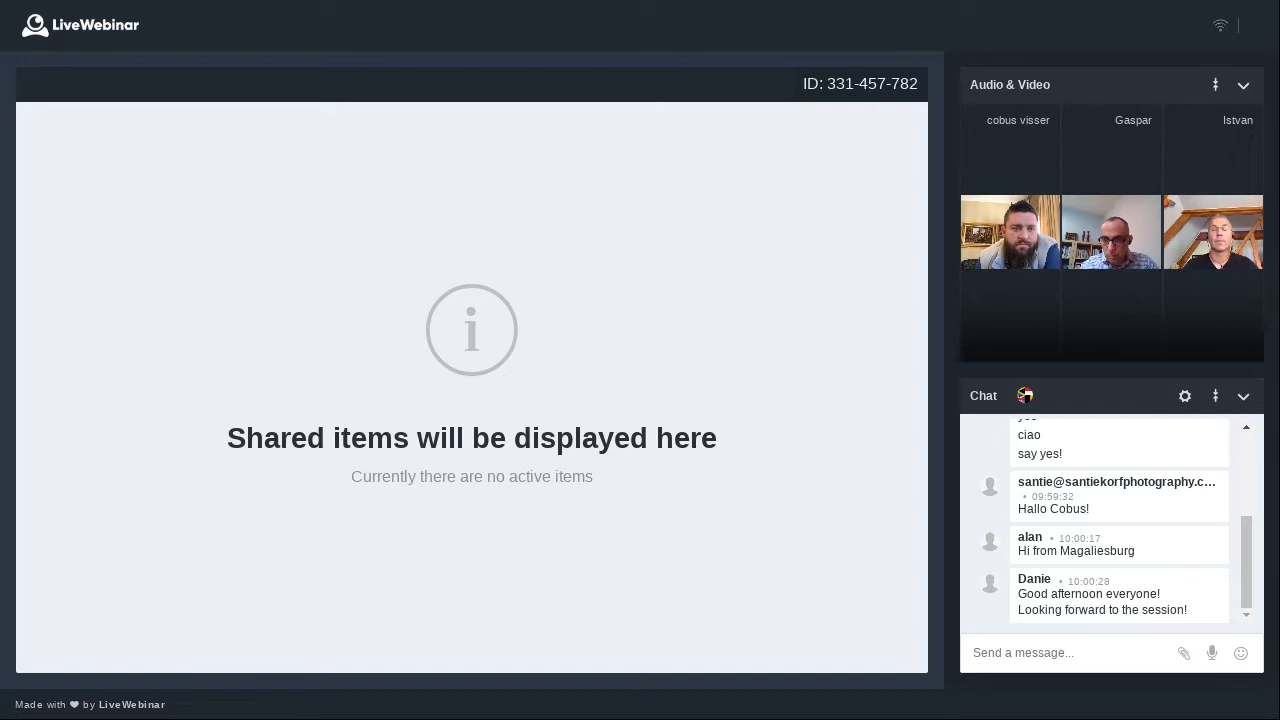 LiveWebinar
ID: 331-457-782
Audio & Video
cobus visser
Gaspar
Istvan
i
Shared items will be displayed here
Currently there are no active items
Chat
ciao
say yes!
santie@santiekorfphotography.c...
• 09:59:32
Hallo Cobus!
alan • 10:00:17
Hi from Magaliesburg
Danie • 10:00:28
Good afternoon everyone!
Looking forward to the session!
Send a message...
Made with ❤ by LiveWebinar